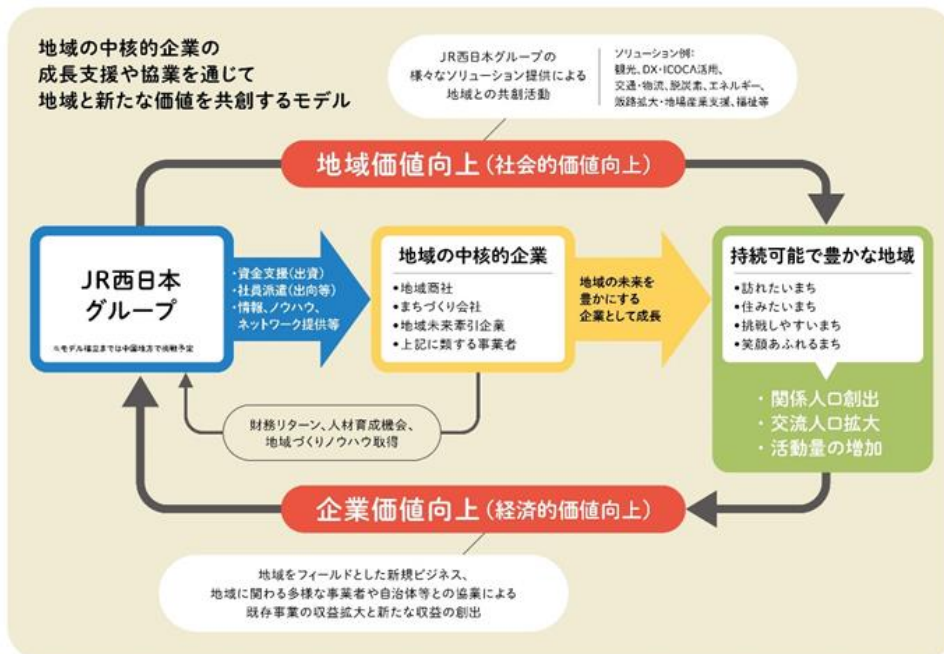 地域の中核的企業の
成長支援や協業を通じて
地域と新たな価値を共創するモデル
JR西日本グループの
様々なソリューション提供による
地域との共創活動
ソリューション例：
観光、DX・ICOCA活用、
交通・物流、脱炭素、エネルギー、
販路拡大・地場産業支援、福祉等
地域価値向上（社会的価値向上）
JR西日本
グループ
※モデル確立までは中国地方で挑戦予定
・資金支援（出資）
・社員派遣（出向等）
・情報、ノウハウ、
ネットワーク提供等
地域の中核的企業
•地域商社
•まちづくり会社
•地域未来牽引企業
•上記に類する事業者
地域の未来を
豊かにする
企業として成長
持続可能で豊かな地域
•訪れたいまち
•住みたいまち
•挑戦しやすいまち
•笑顔あふれるまち
・関係人口創出
・交流人口拡大
・活動量の増加
財務リターン、人材育成機会、
地域づくりノウハウ取得
企業価値向上（経済的価値向上）
地域をフィールドとした新規ビジネス、
地域に関わる多様な事業者や自治体等との協業による
既存事業の収益拡大と新たな収益の創出